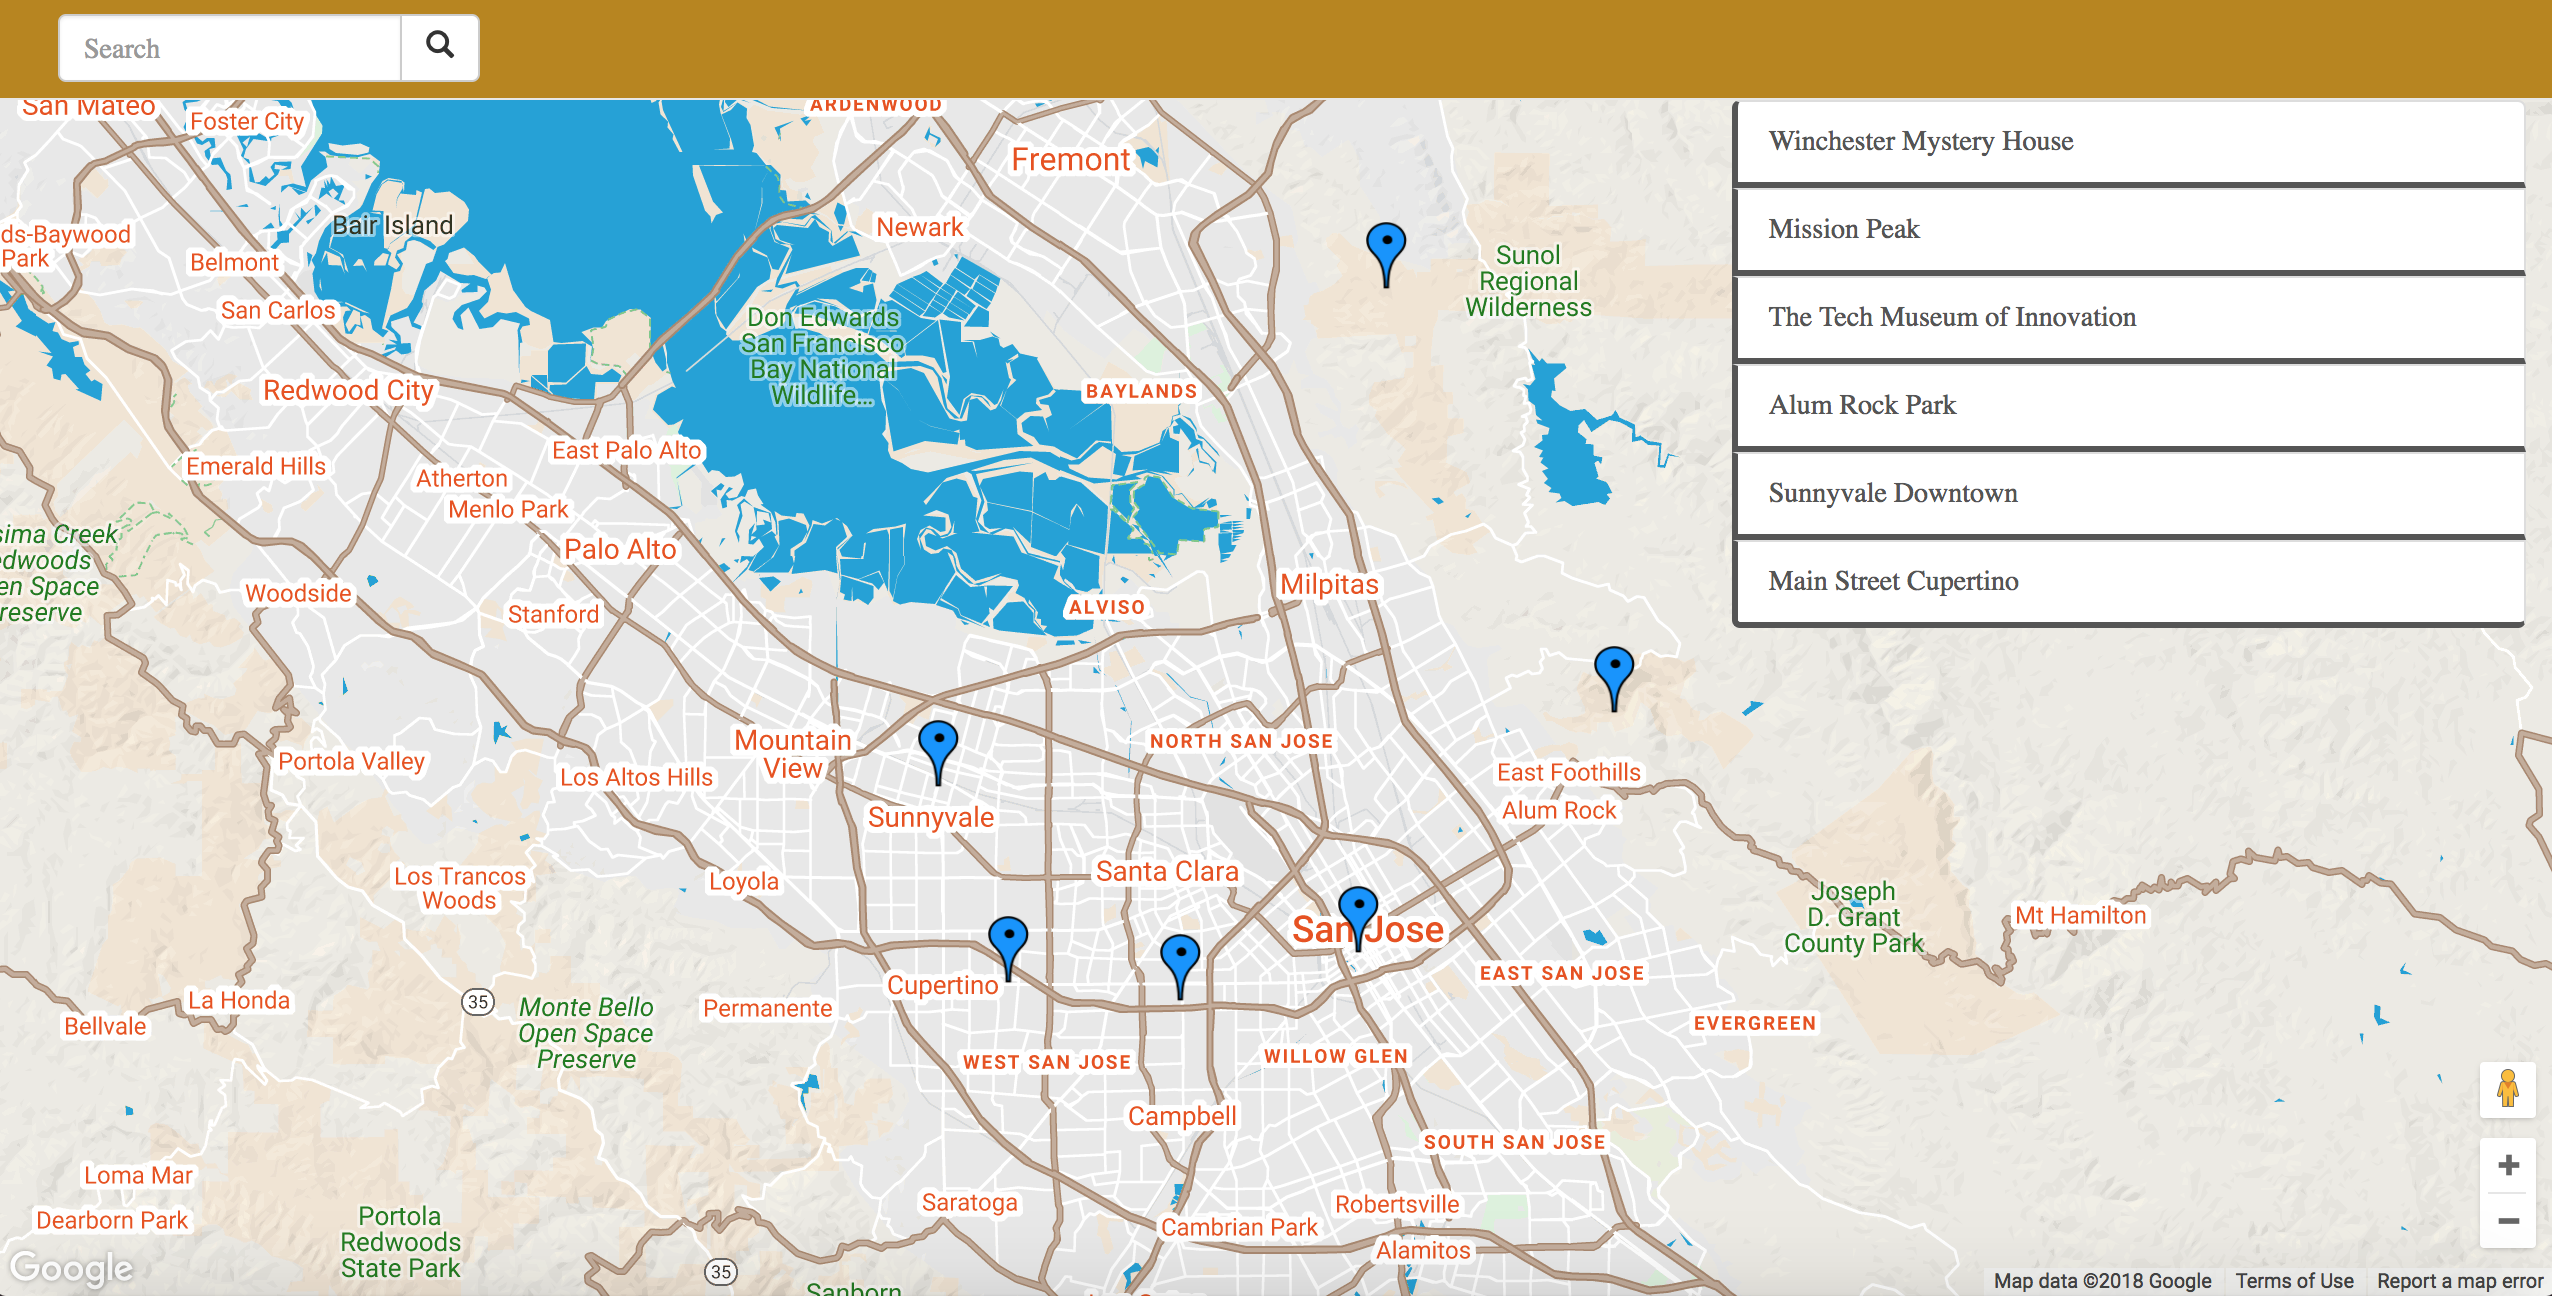 Search
Winchester Mystery House
Mission Peak
The Tech Museum of Innovation
Alum Rock Park
Sunnyvale Downtown
Main Street Cupertino
San Mateo
Foster City
ARDENWOOD
Fremont
Bair Island
Newark
ds-Baywood
Park
Belmont
Sunol
Regional
Wilderness
San Carlos
Don Edwards
San Francisco
Bay National
Wildlife...
Redwood City
BAYLANDS
East Palo Alto
Emerald Hills
Atherton
Menlo Park
sima Creek
edwoods
en Space
reserve
Palo Alto
Woodside
Stanford
ALVISO
Milpitas
Mountain
View
NORTH SAN JOSE
Portola Valley
Los Altos Hills
East Foothills
Alum Rock
Sunnyvale
Los Trancos
Woods
Loyola
Santa Clara
San Jose
Joseph
D. Grant
County Park
Mt Hamilton
Cupertino
EAST SAN JOSE
La Honda
35
Monte Bello
Open Space
Preserve
Permanente
Bellvale
EVERGREEN
WEST SAN JOSE
WILLOW GLEN
Campbell
SOUTH SAN JOSE
Loma Mar
Saratoga
Robertsville
Dearborn Park
Portola
Redwoods
State Park
Cambrian Park
Alamitos
35
Sanborn
Google
Map data ©2018 Google
Terms of Use
Report a map error